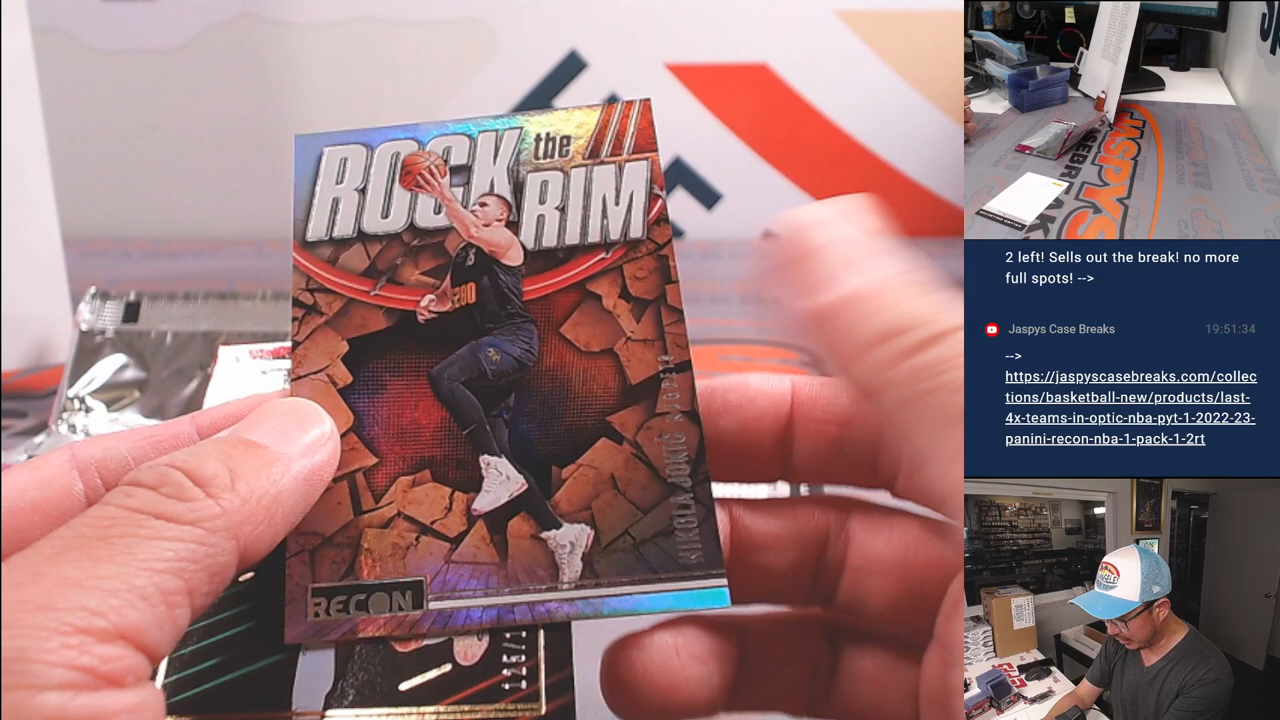 ROCK the
RIM
NIKOLA JOKIĆ
RECON
2 left! Sells out the break! no more
full spots! -->
Jaspys Case Breaks
19:51:34
-->
https://jaspyscasebreaks.com/collec
tions/basketball-new/products/last-
4x-teams-in-optic-nba-pyt-1-2022-23-
panini-recon-nba-1-pack-1-2rt
JASPYS